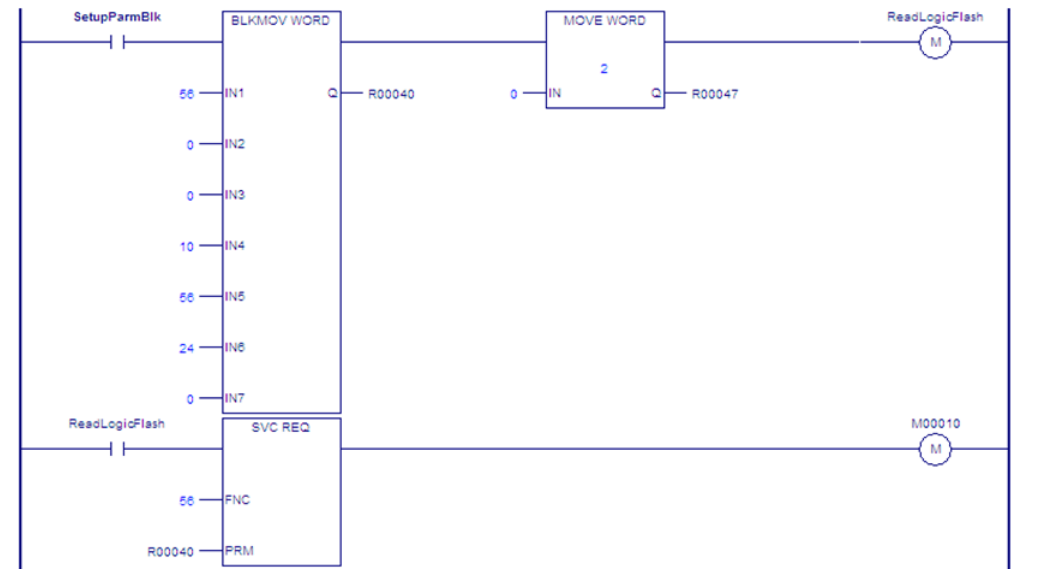 SetupParmBlk BLKMOV WORD MOVE WORD ReadLogicFlash
M
2
56 IN1 Q R00040 0 IN Q R00047
0 IN2
0 IN3
10 IN4
56 IN5
24 IN6
0 IN7
ReadLogicFlash SVC REQ M00010
M
56 FNC
R00040 PRM